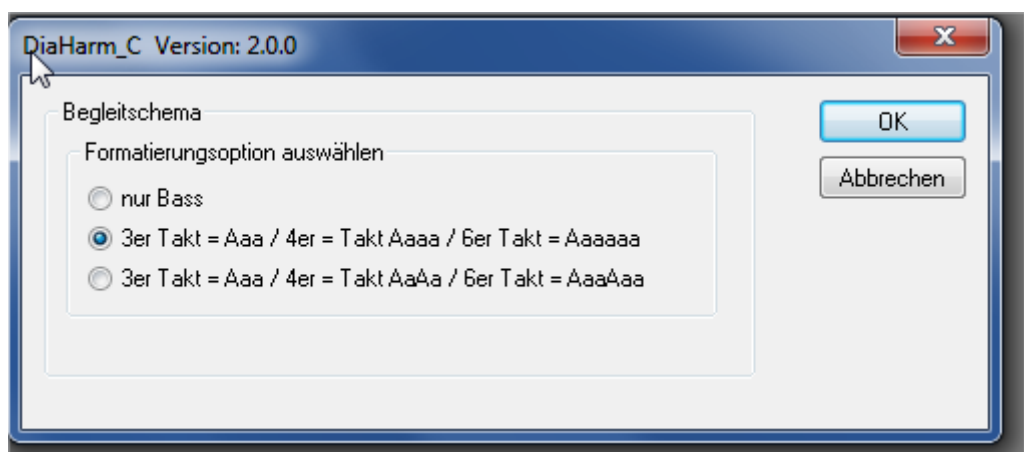 DiaHarm_C Version: 2.0.0
Begleitschema
Formatierungsoption auswählen
nur Bass
3er Takt = Aaa / 4er = Takt Aaaa / 6er Takt = Aaaaaa
3er Takt = Aaa / 4er = Takt AaAa / 6er Takt = AaaAaa
OK
Abbrechen